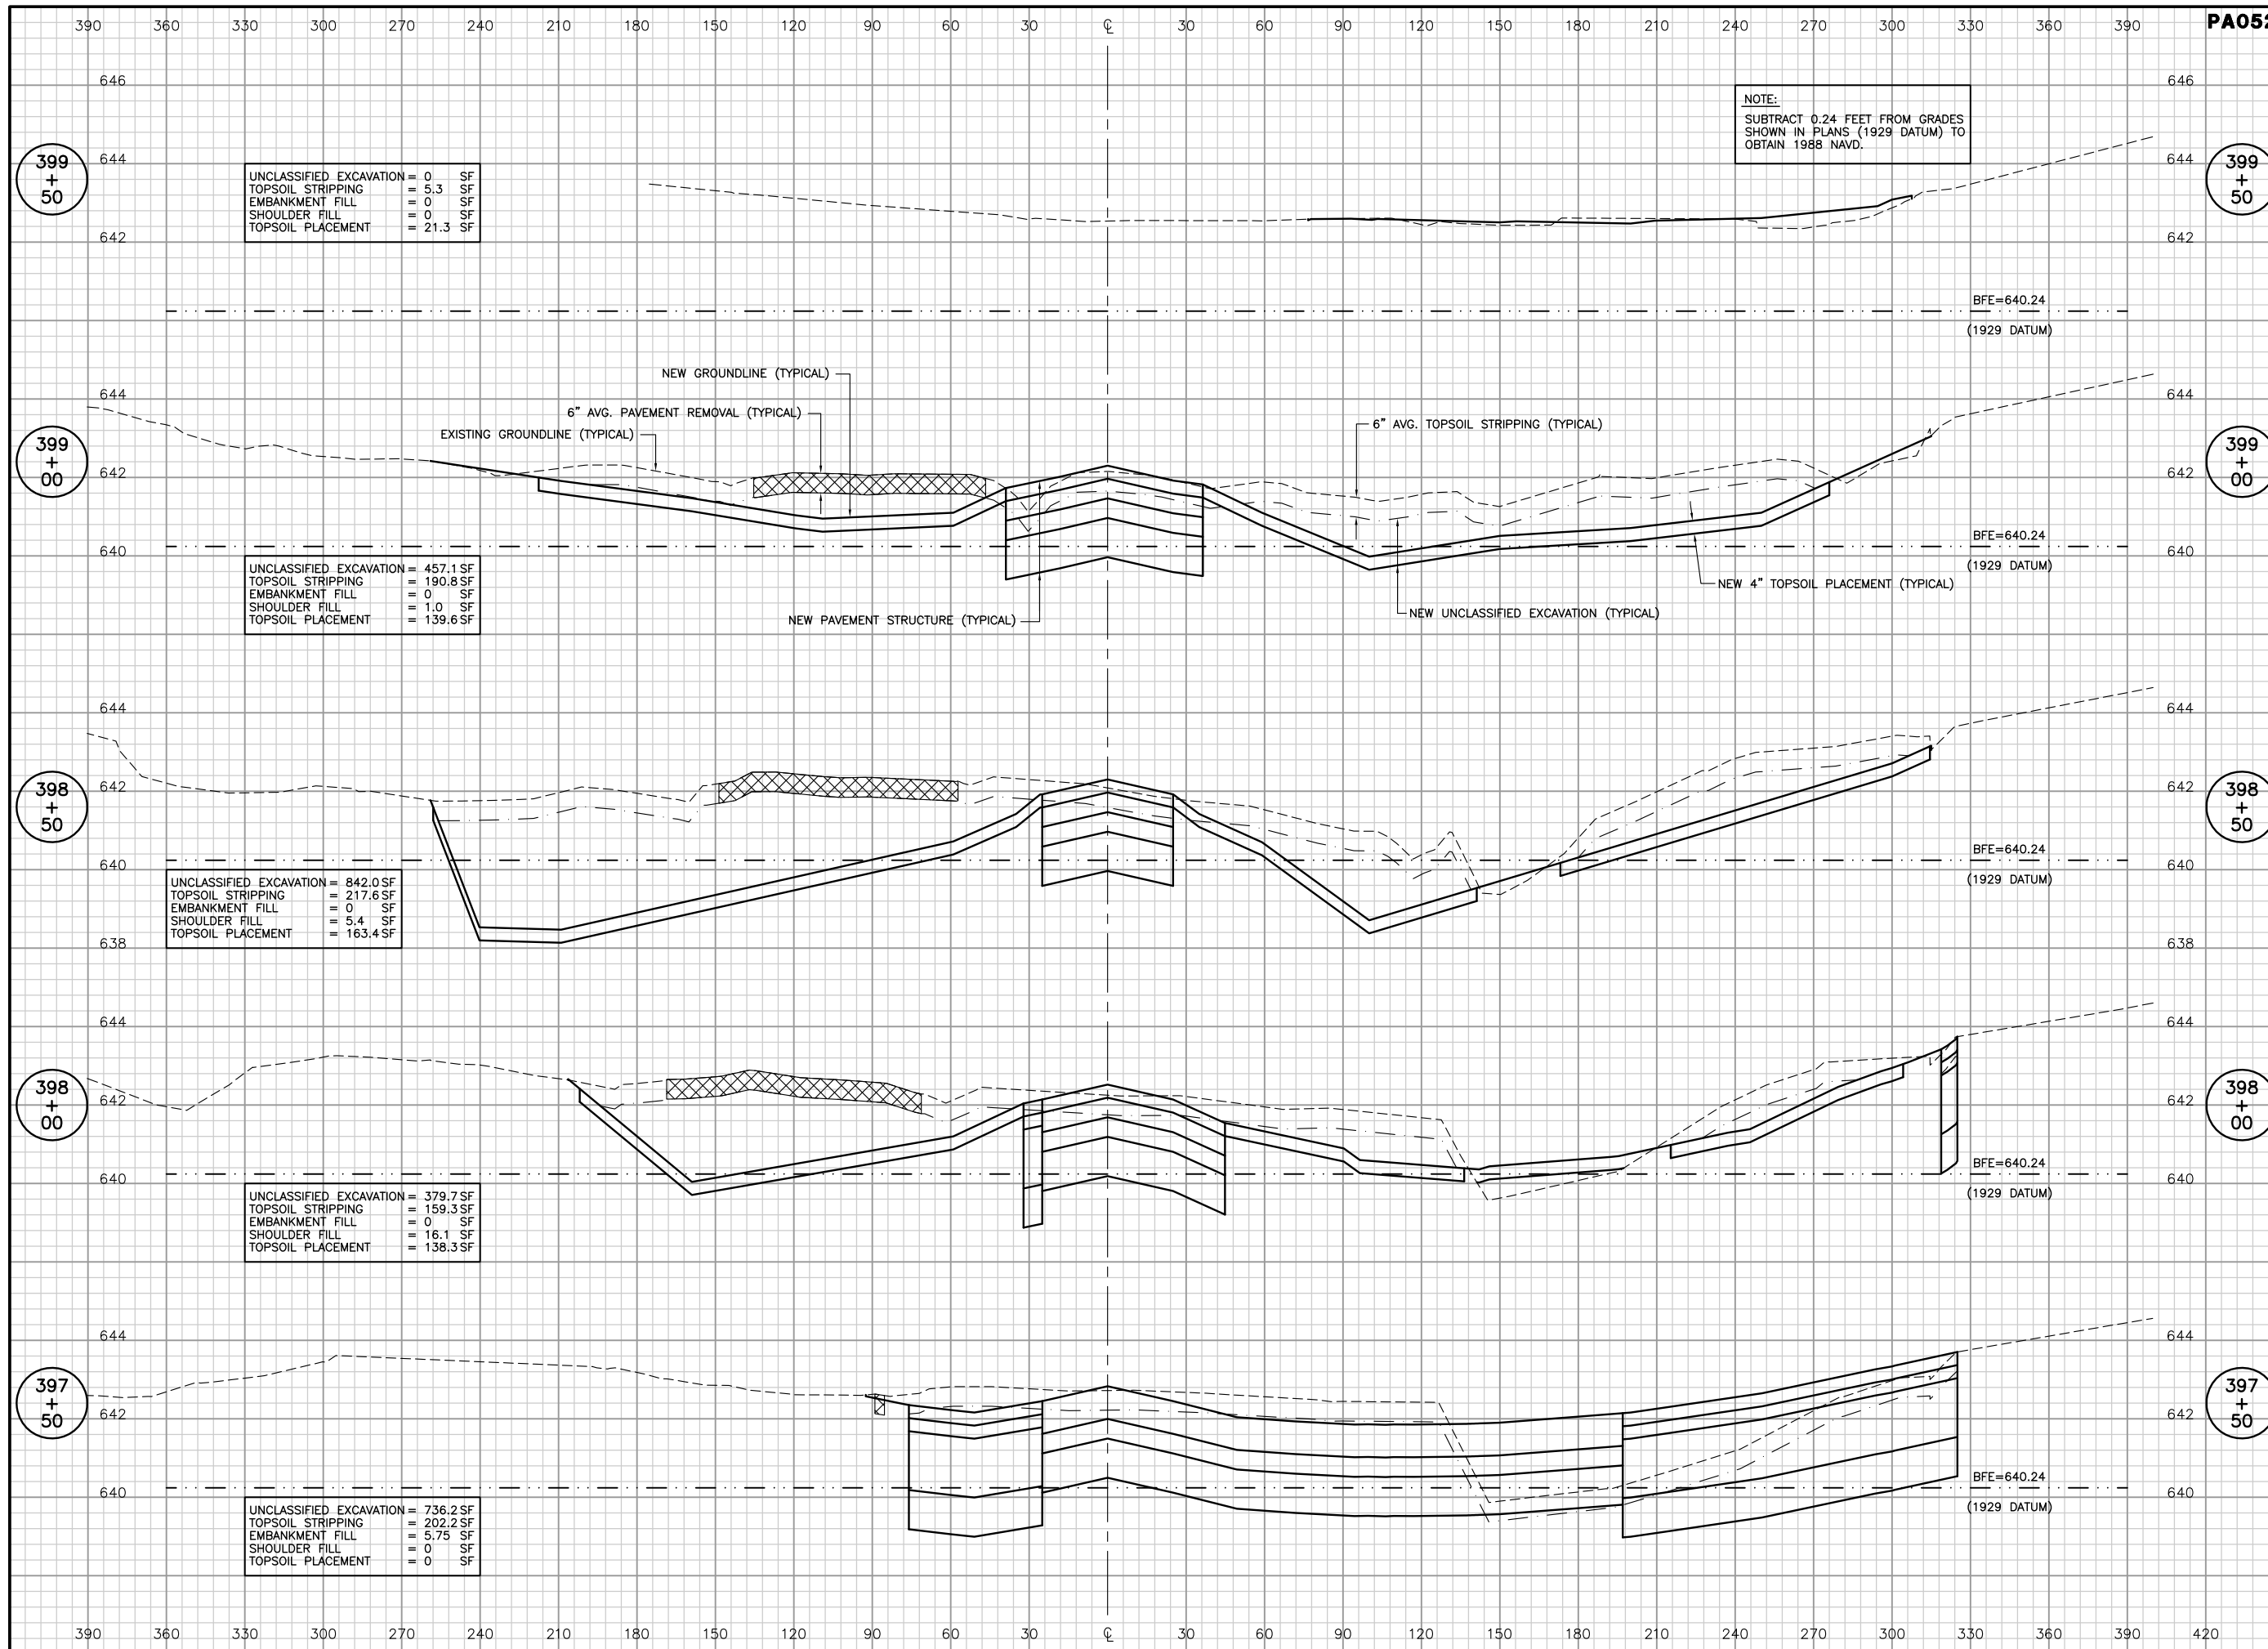 390 360 330 300 270 240 210 180 150 120 90 60 30 ℄ 30 60 90 120 150 180 210 240 270 300 330 360 390
646 646
NOTE:
SUBTRACT 0.24 FEET FROM GRADES
SHOWN IN PLANS (1929 DATUM) TO
OBTAIN 1988 NAVD.
399
+
50
644
UNCLASSIFIED EXCAVATION = 0 SF
TOPSOIL STRIPPING = 5.3 SF
EMBANKMENT FILL = 0 SF
SHOULDER FILL = 0 SF
TOPSOIL PLACEMENT = 21.3 SF
644
399
+
50
642 642
BFE=640.24
(1929 DATUM)
NEW GROUNDLINE (TYPICAL)
644 644
6" AVG. PAVEMENT REMOVAL (TYPICAL)
6" AVG. TOPSOIL STRIPPING (TYPICAL)
EXISTING GROUNDLINE (TYPICAL)
399
+
00
642 642
399
+
00
BFE=640.24
640 640
(1929 DATUM)
UNCLASSIFIED EXCAVATION = 457.1 SF
TOPSOIL STRIPPING = 190.8 SF
EMBANKMENT FILL = 0 SF
SHOULDER FILL = 1.0 SF
TOPSOIL PLACEMENT = 139.6 SF
NEW 4" TOPSOIL PLACEMENT (TYPICAL)
NEW UNCLASSIFIED EXCAVATION (TYPICAL)
NEW PAVEMENT STRUCTURE (TYPICAL)
644 644
642 642
398
+
50
398
+
50
BFE=640.24
640 640
(1929 DATUM)
UNCLASSIFIED EXCAVATION = 842.0 SF
TOPSOIL STRIPPING = 217.6 SF
EMBANKMENT FILL = 0 SF
SHOULDER FILL = 5.4 SF
TOPSOIL PLACEMENT = 163.4 SF
638 638
644 644
398
+
00
642 642
398
+
00
BFE=640.24
640 640
(1929 DATUM)
UNCLASSIFIED EXCAVATION = 379.7 SF
TOPSOIL STRIPPING = 159.3 SF
EMBANKMENT FILL = 0 SF
SHOULDER FILL = 16.1 SF
TOPSOIL PLACEMENT = 138.3 SF
644 644
397
+
50
642 642
397
+
50
BFE=640.24
640 640
(1929 DATUM)
UNCLASSIFIED EXCAVATION = 736.2 SF
TOPSOIL STRIPPING = 202.2 SF
EMBANKMENT FILL = 5.75 SF
SHOULDER FILL = 0 SF
TOPSOIL PLACEMENT = 0 SF
390 360 330 300 270 240 210 180 150 120 90 60 30 ℄ 30 60 90 120 150 180 210 240 270 300 330 360 390 420